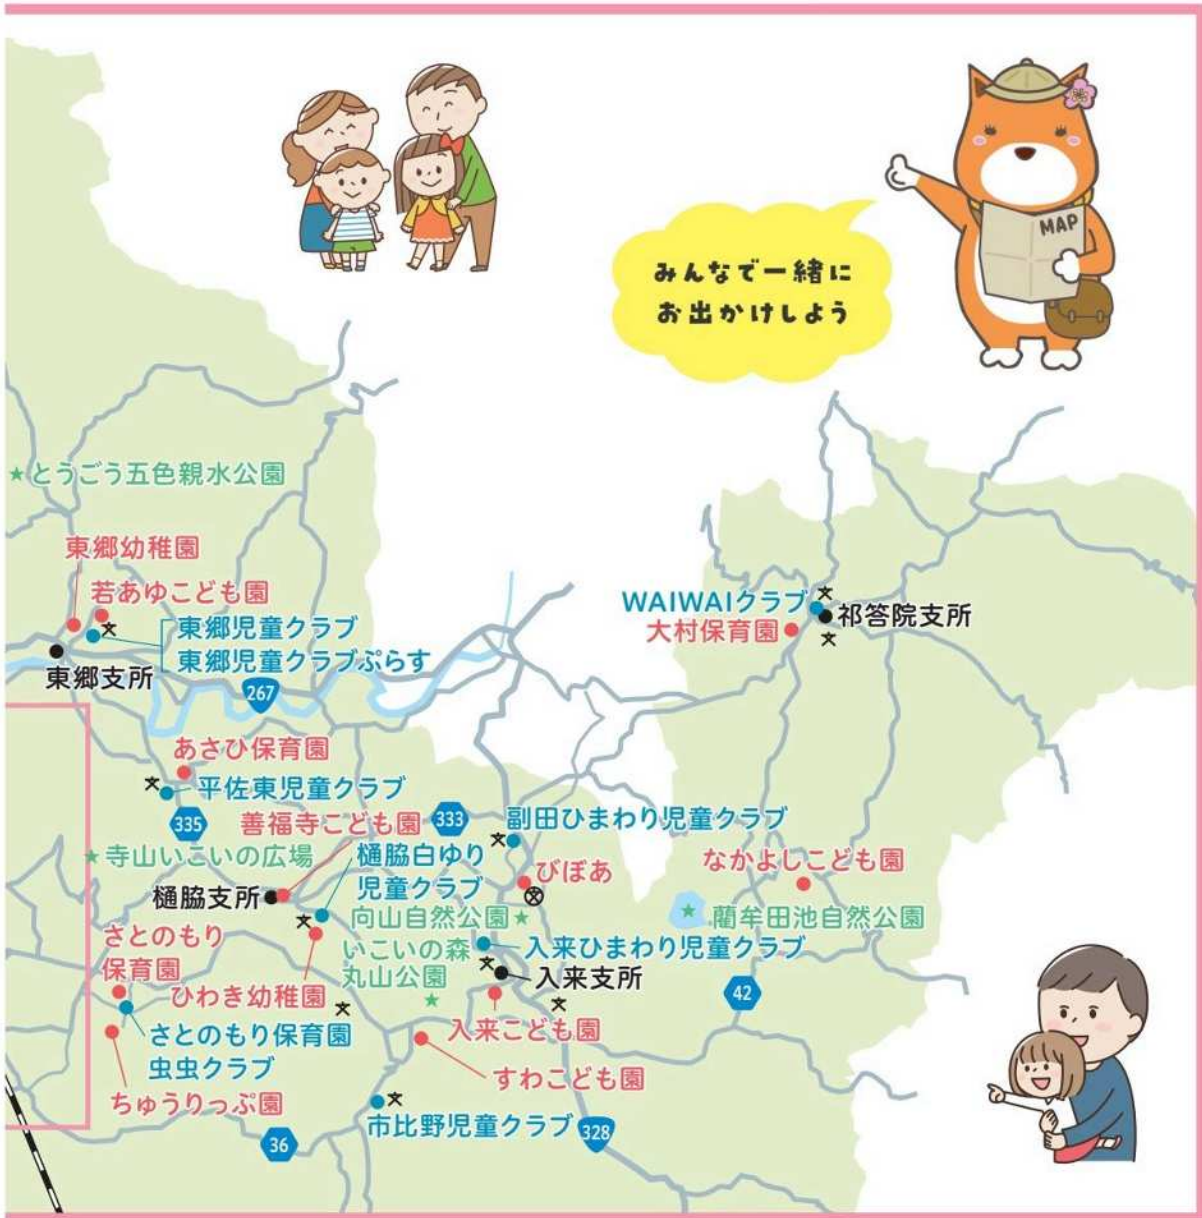 MAP
みんなで一緒に
お出かけしよう
とうごう五色親水公園
東郷幼稚園
若あゆこども園
東郷児童クラブ
東郷児童クラブぷらす
東郷支所
267
WAIWAIクラブ
大村保育園
祁答院支所
あさひ保育園
平佐東児童クラブ
335
善福寺こども園
333
副田ひまわり児童クラブ
寺山いこいの広場
樋脇白ゆり
児童クラブ
びぼあ
なかよしこども園
樋脇支所
向山自然公園
藺牟田池自然公園
さとのもり
保育園
いこいの森
丸山公園
入来ひまわり児童クラブ
入来支所
ひわき幼稚園
42
さとのもり保育園
虫虫クラブ
入来こども園
すわこども園
ちゅうりっぷ園
市比野児童クラブ
328
36